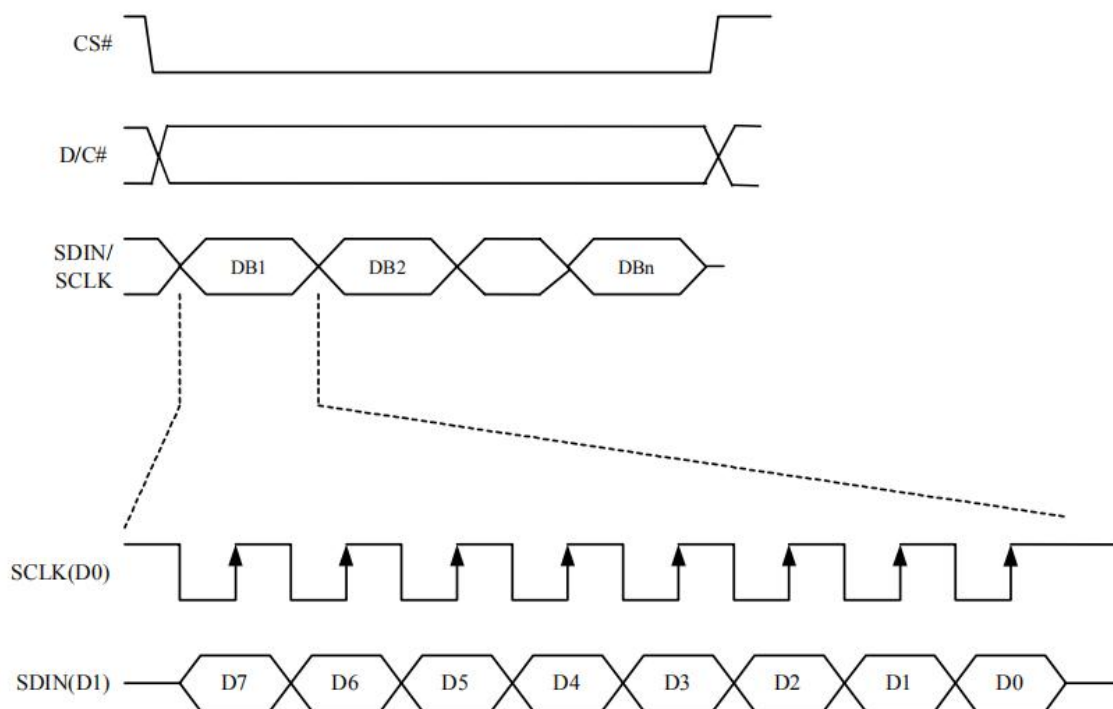 CS#
D/C#
SDIN/
SCLK
DB1 DB2 DBn
SCLK(D0)
SDIN(D1) D7 D6 D5 D4 D3 D2 D1 D0